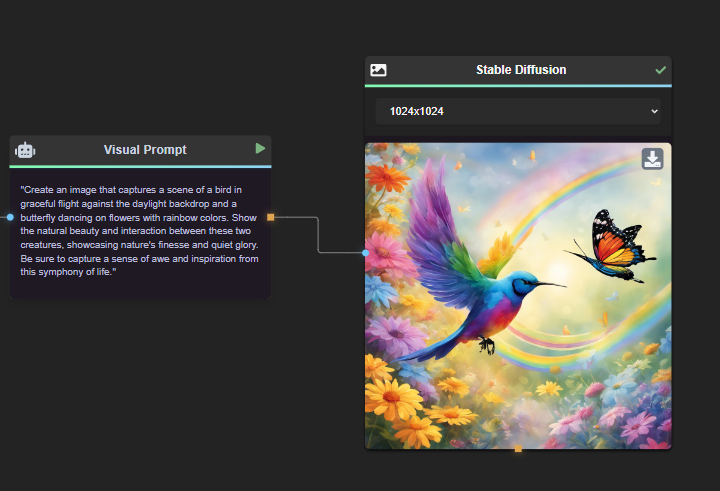 Stable Diffusion
1024x1024
Visual Prompt
"Create an image that captures a scene of a bird in
graceful flight against the daylight backdrop and a
butterfly dancing on flowers with rainbow colors. Show
the natural beauty and interaction between these two
creatures, showcasing nature's finesse and quiet glory.
Be sure to capture a sense of awe and inspiration from
this symphony of life."